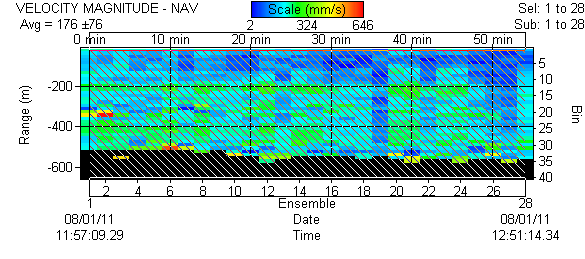 VELOCITY MAGNITUDE - NAV
Scale (mm/s)
Sel: 1 to 28
Avg = 176 ±76
2 324 646
Sub: 1 to 28
0 min 10 min 20 min 30 min 40 min 50 min
Range (m)
-200
-400
-600
5
10
15
20
25
30
35
40
Bin
2 4 6 8 10 12 14 16 18 20 22 24 26
1 Ensemble 28
08/01/11 Date 08/01/11
11:57:09.29 Time 12:51:14.34